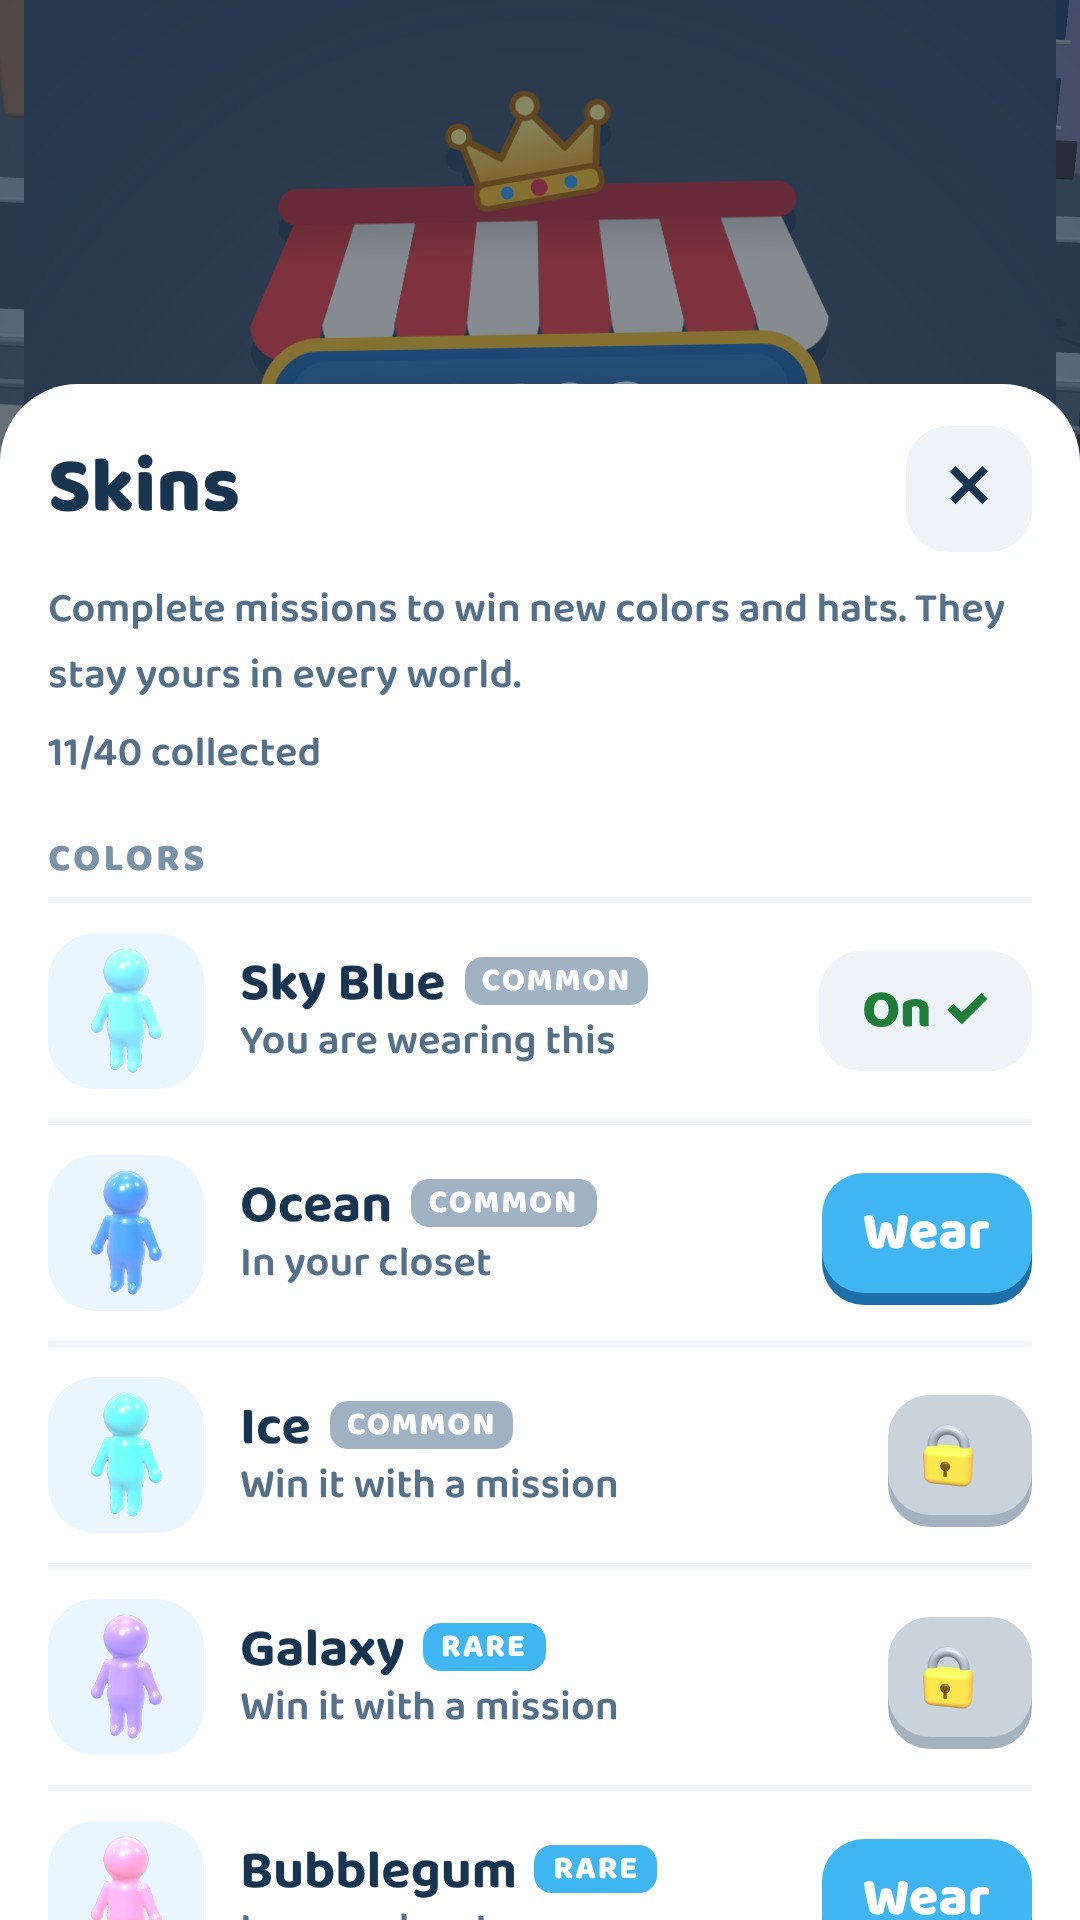 Skins
Complete missions to win new colors and hats. They
stay yours in every world.
11/40 collected
COLORS
Sky Blue COMMON
You are wearing this
On ✓
Ocean COMMON
In your closet
Wear
Ice COMMON
Win it with a mission
Galaxy RARE
Win it with a mission
Bubblegum RARE
Wear